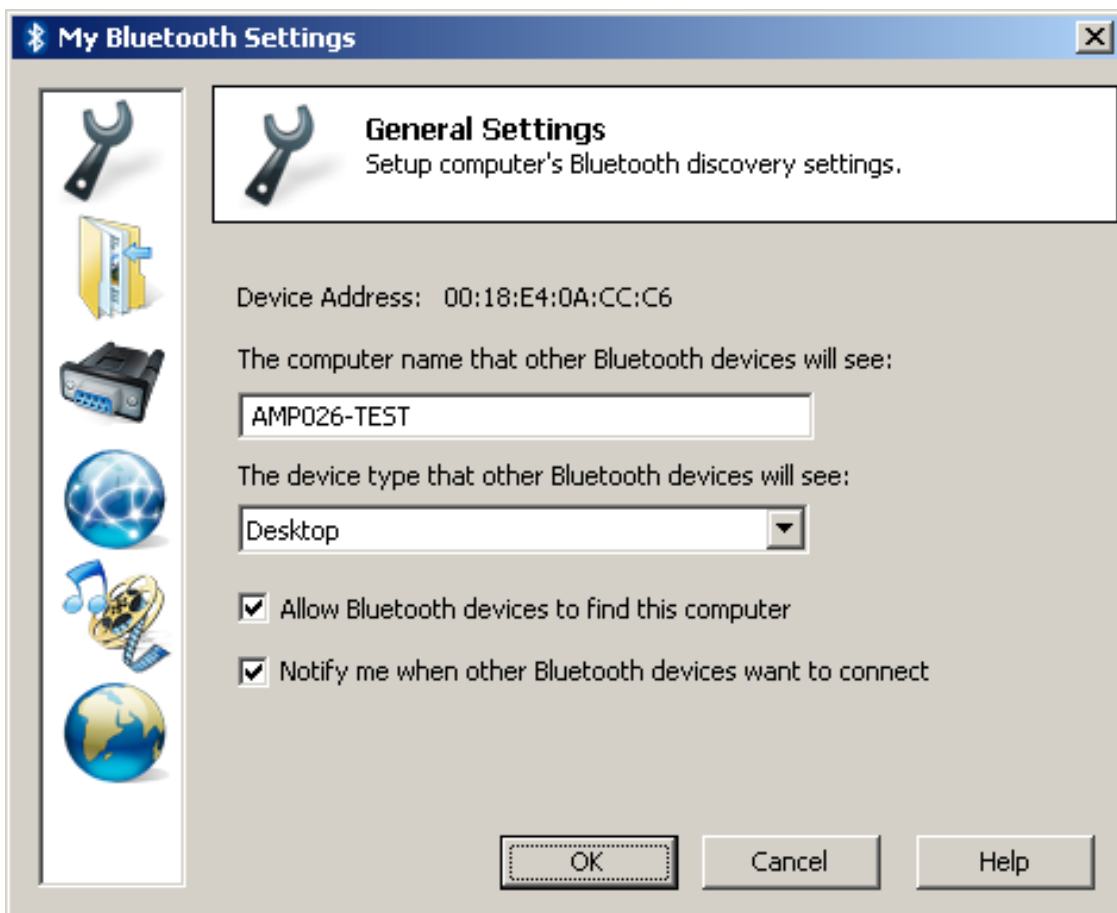 My Bluetooth Settings
General Settings
Setup computer's Bluetooth discovery settings.
Device Address: 00:18:E4:0A:CC:C6
The computer name that other Bluetooth devices will see:
AMP026-TEST
The device type that other Bluetooth devices will see:
Desktop
Allow Bluetooth devices to find this computer
Notify me when other Bluetooth devices want to connect
OK Cancel Help